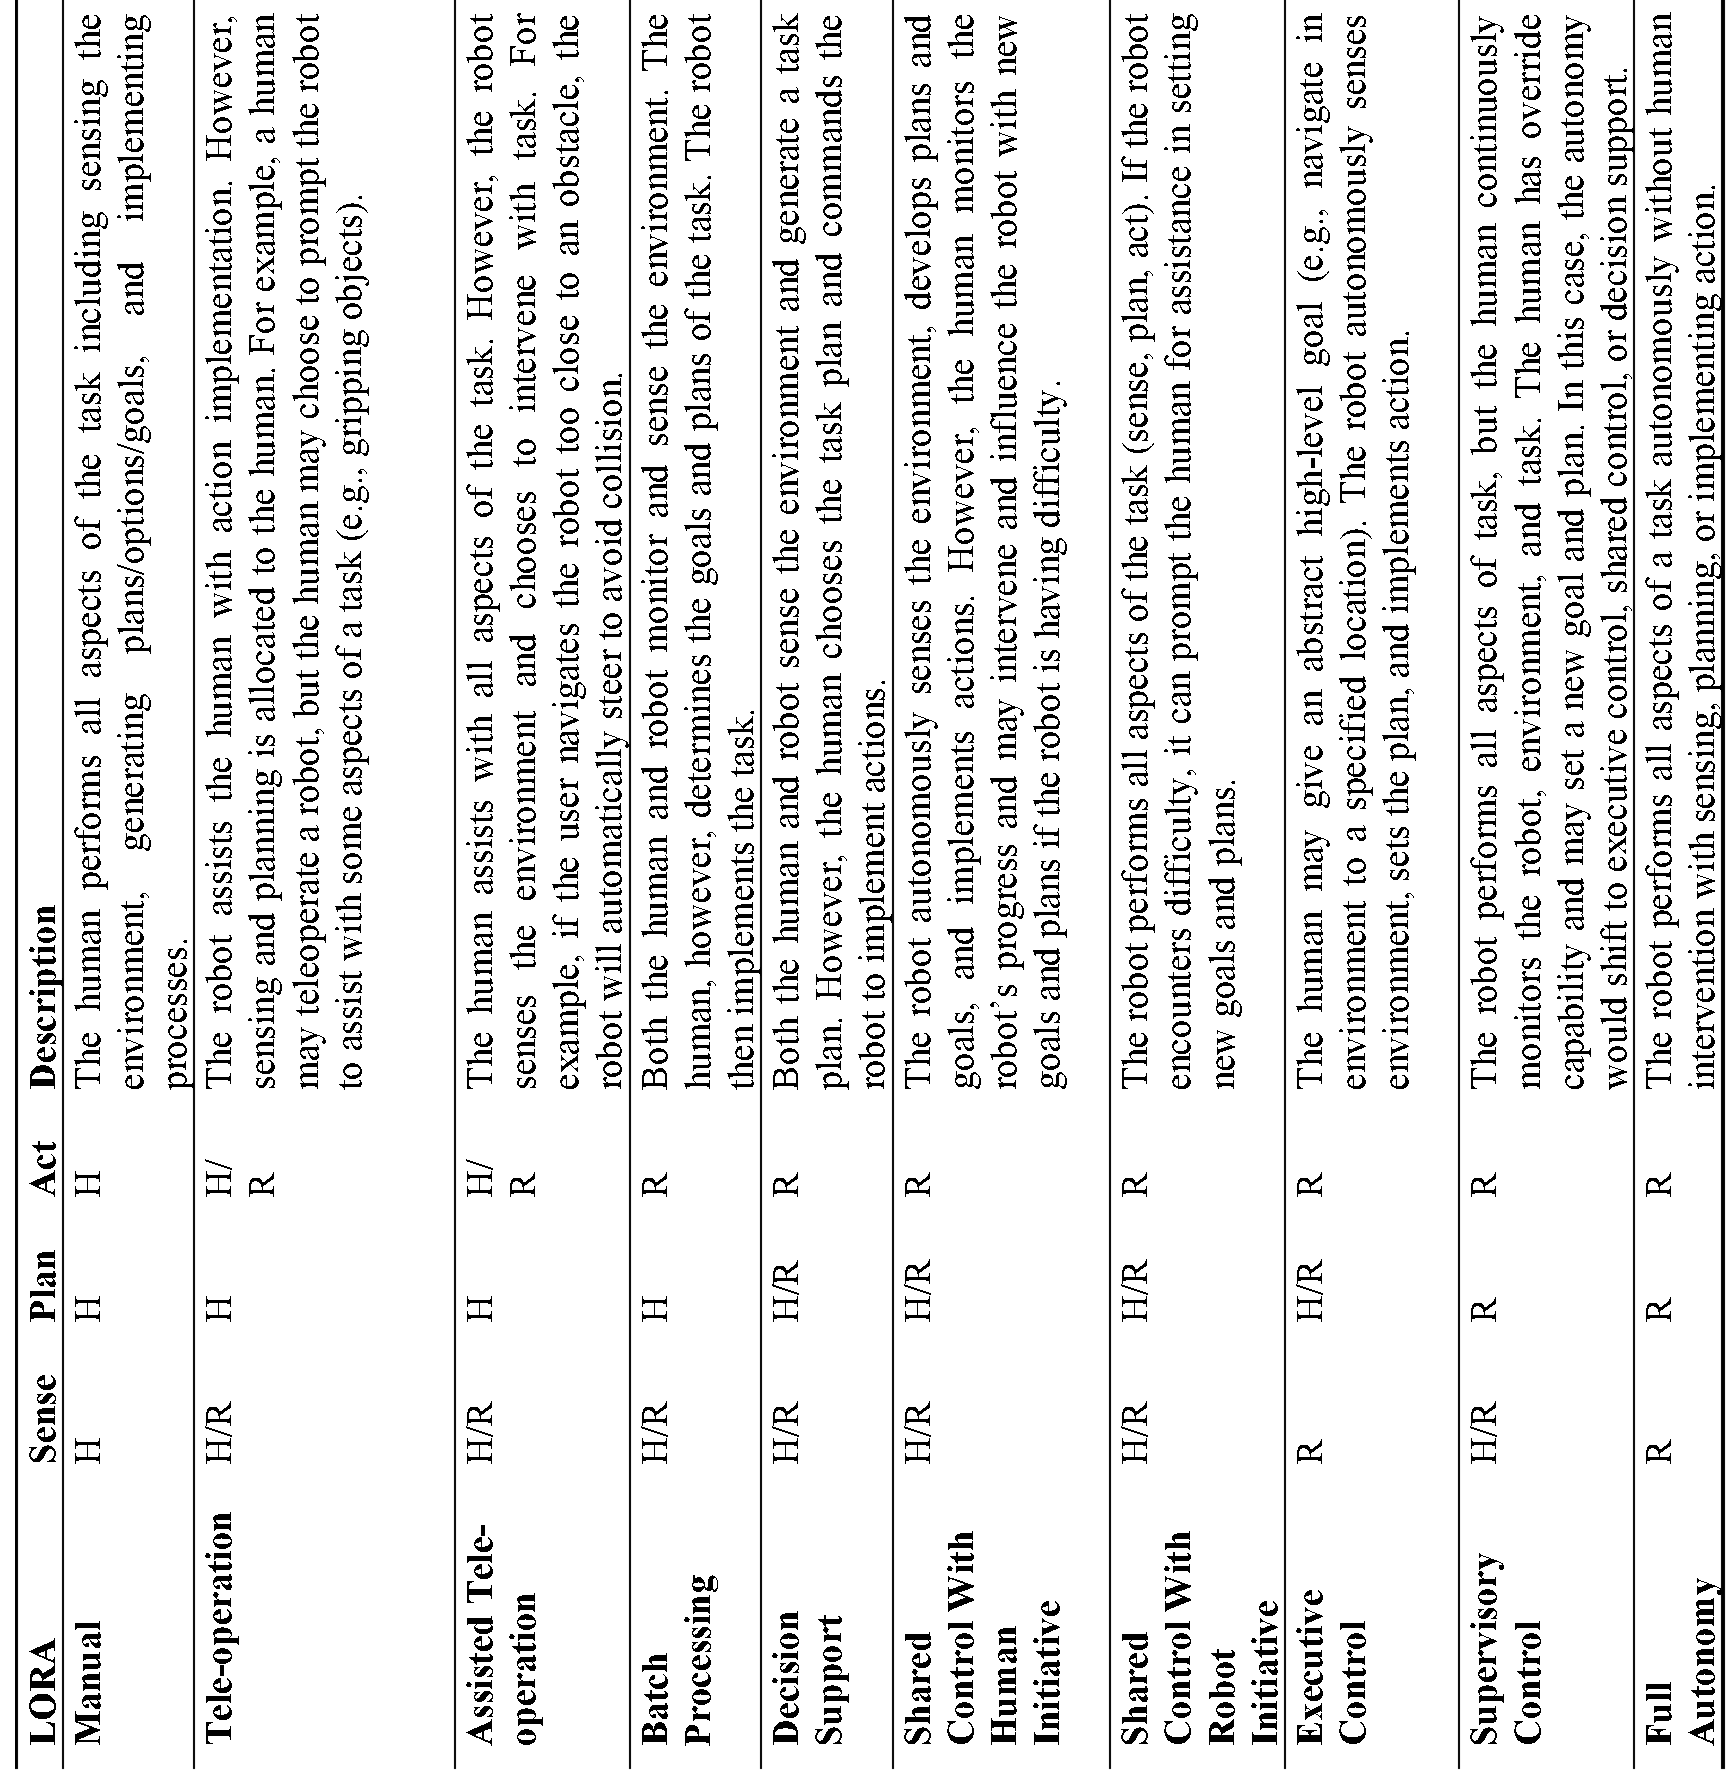 LORA Sense Plan Act Description
Manual H H H The human performs all aspects of the task including sensing the
environment, generating plans/options/goals, and implementing
processes.
Tele-operation H/R H H/ The robot assists the human with action implementation. However,
R sensing and planning is allocated to the human. For example, a human
may teleoperate a robot, but the human may choose to prompt the robot
to assist with some aspects of a task (e.g., gripping objects).
Assisted Tele- H/R H H/ The human assists with all aspects of the task. However, the robot
operation R senses the environment and chooses to intervene with task. For
example, if the user navigates the robot too close to an obstacle, the
robot will automatically steer to avoid collision.
Batch H/R H R Both the human and robot monitor and sense the environment. The
Processing human, however, determines the goals and plans of the task. The robot
then implements the task.
Decision H/R H/R R Both the human and robot sense the environment and generate a task
Support plan. However, the human chooses the task plan and commands the
robot to implement actions.
Shared H/R H/R R The robot autonomously senses the environment, develops plans and
Control With goals, and implements actions. However, the human monitors the
Human robot's progress and may intervene and influence the robot with new
Initiative goals and plans if the robot is having difficulty.
Shared H/R H/R R The robot performs all aspects of the task (sense, plan, act). If the robot
Control With encounters difficulty, it can prompt the human for assistance in setting
Robot new goals and plans.
Initiative
Executive R H/R R The human may give an abstract high-level goal (e.g., navigate in
Control environment to a specified location). The robot autonomously senses
environment, sets the plan, and implements action.
Supervisory H/R R R The robot performs all aspects of task, but the human continuously
Control monitors the robot, environment, and task. The human has override
capability and may set a new goal and plan. In this case, the autonomy
would shift to executive control, shared control, or decision support.
Full R R R The robot performs all aspects of a task autonomously without human
Autonomy intervention with sensing, planning, or implementing action.